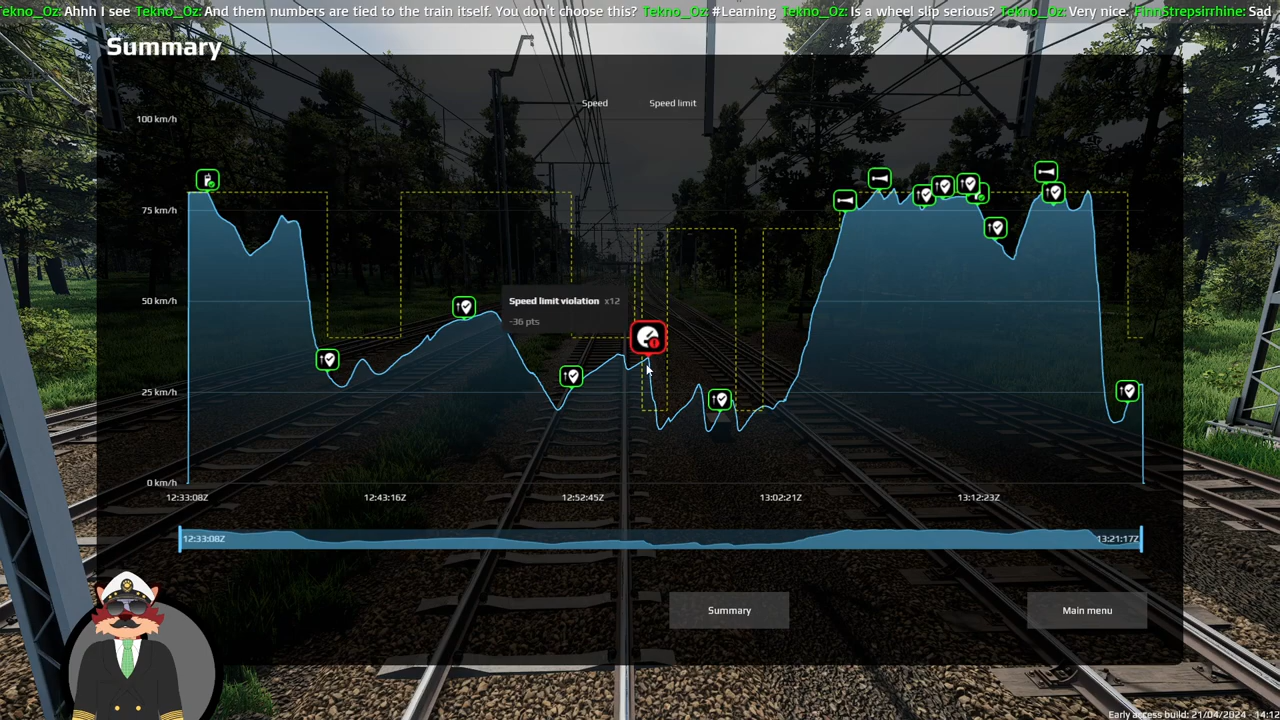 Tekno_Oz: Ahhh I see Tekno_Oz: And them numbers are tied to the train itself. You don't choose this? Tekno_Oz: #Learning Tekno_Oz: Is a wheel slip serious? Tekno_Oz: Very nice. FinnStrepsirrhine: Sad
Summary
Speed Speed limit
100 km/h
75 km/h
50 km/h
Speed limit violation x12
-36 pts
25 km/h
0 km/h
12:33:08Z 12:43:16Z 12:52:45Z 13:02:21Z 13:12:23Z
12:33:08Z 13:21:17Z
Summary Main menu
Early access build: 21/04/2024 - 14:12